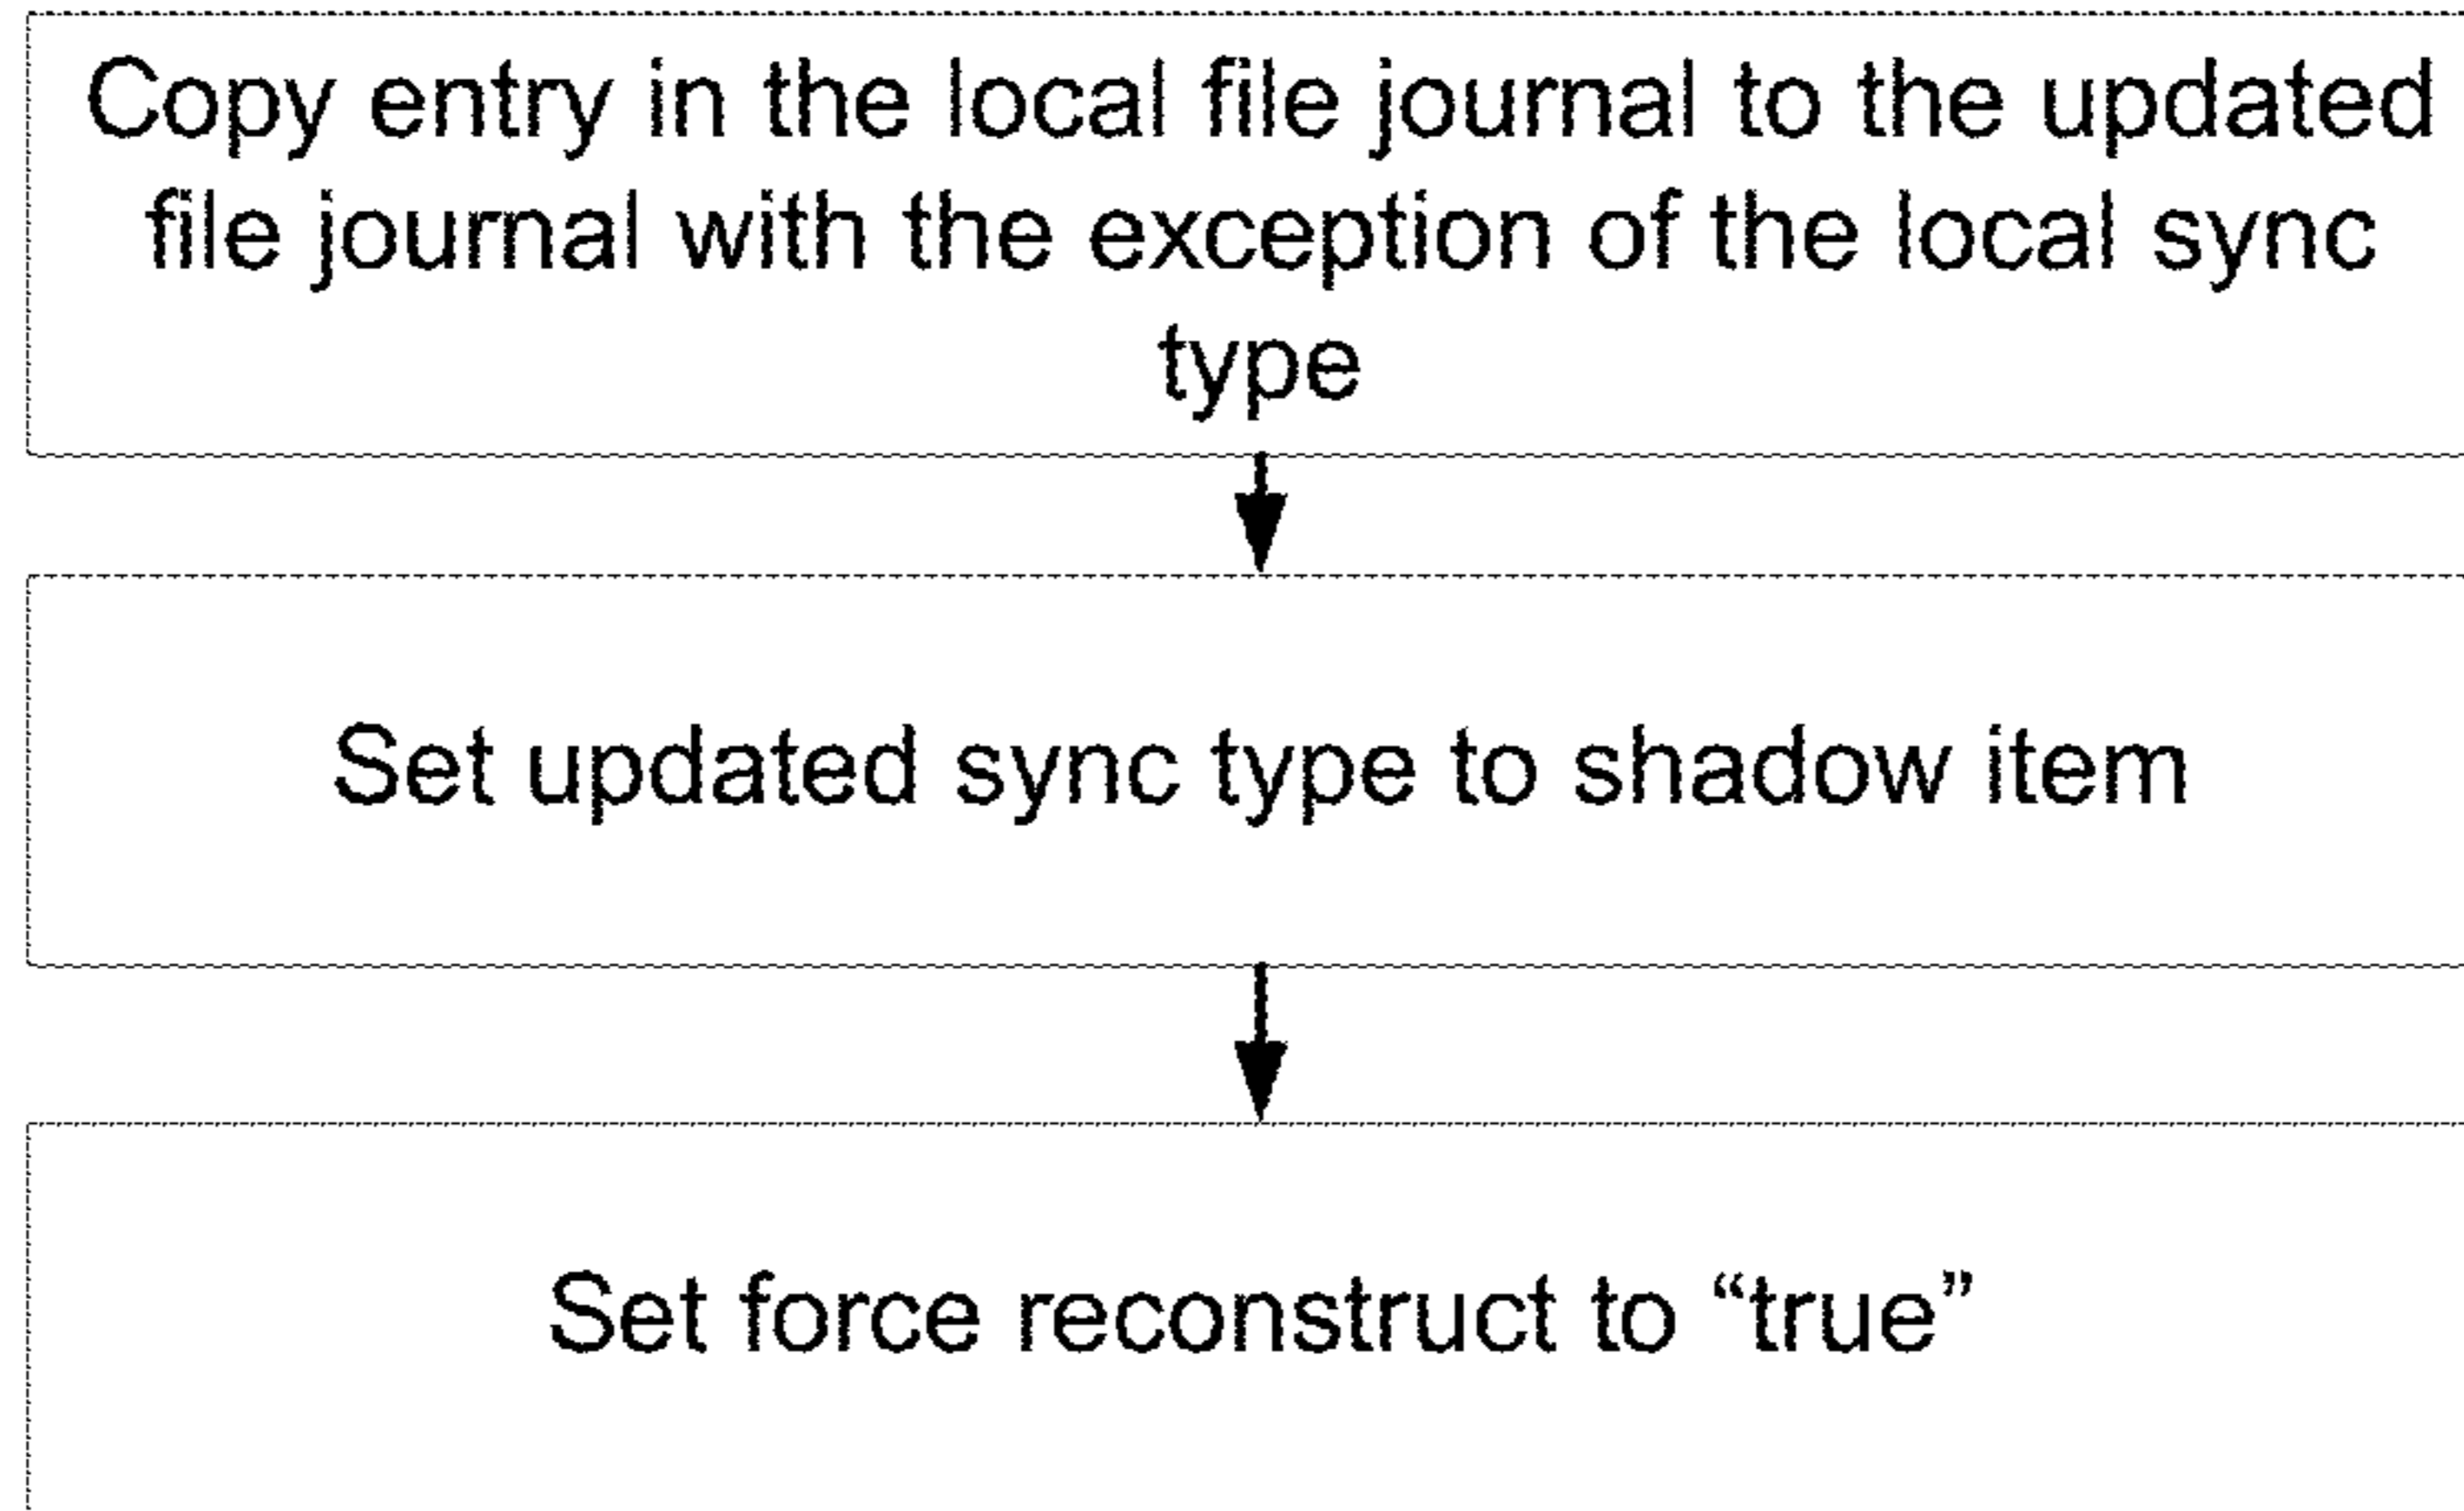 Copy entry in the local file journal to the updated
file journal with the exception of the local sync
type
Set updated sync type to shadow item
Set force reconstruct to “true”